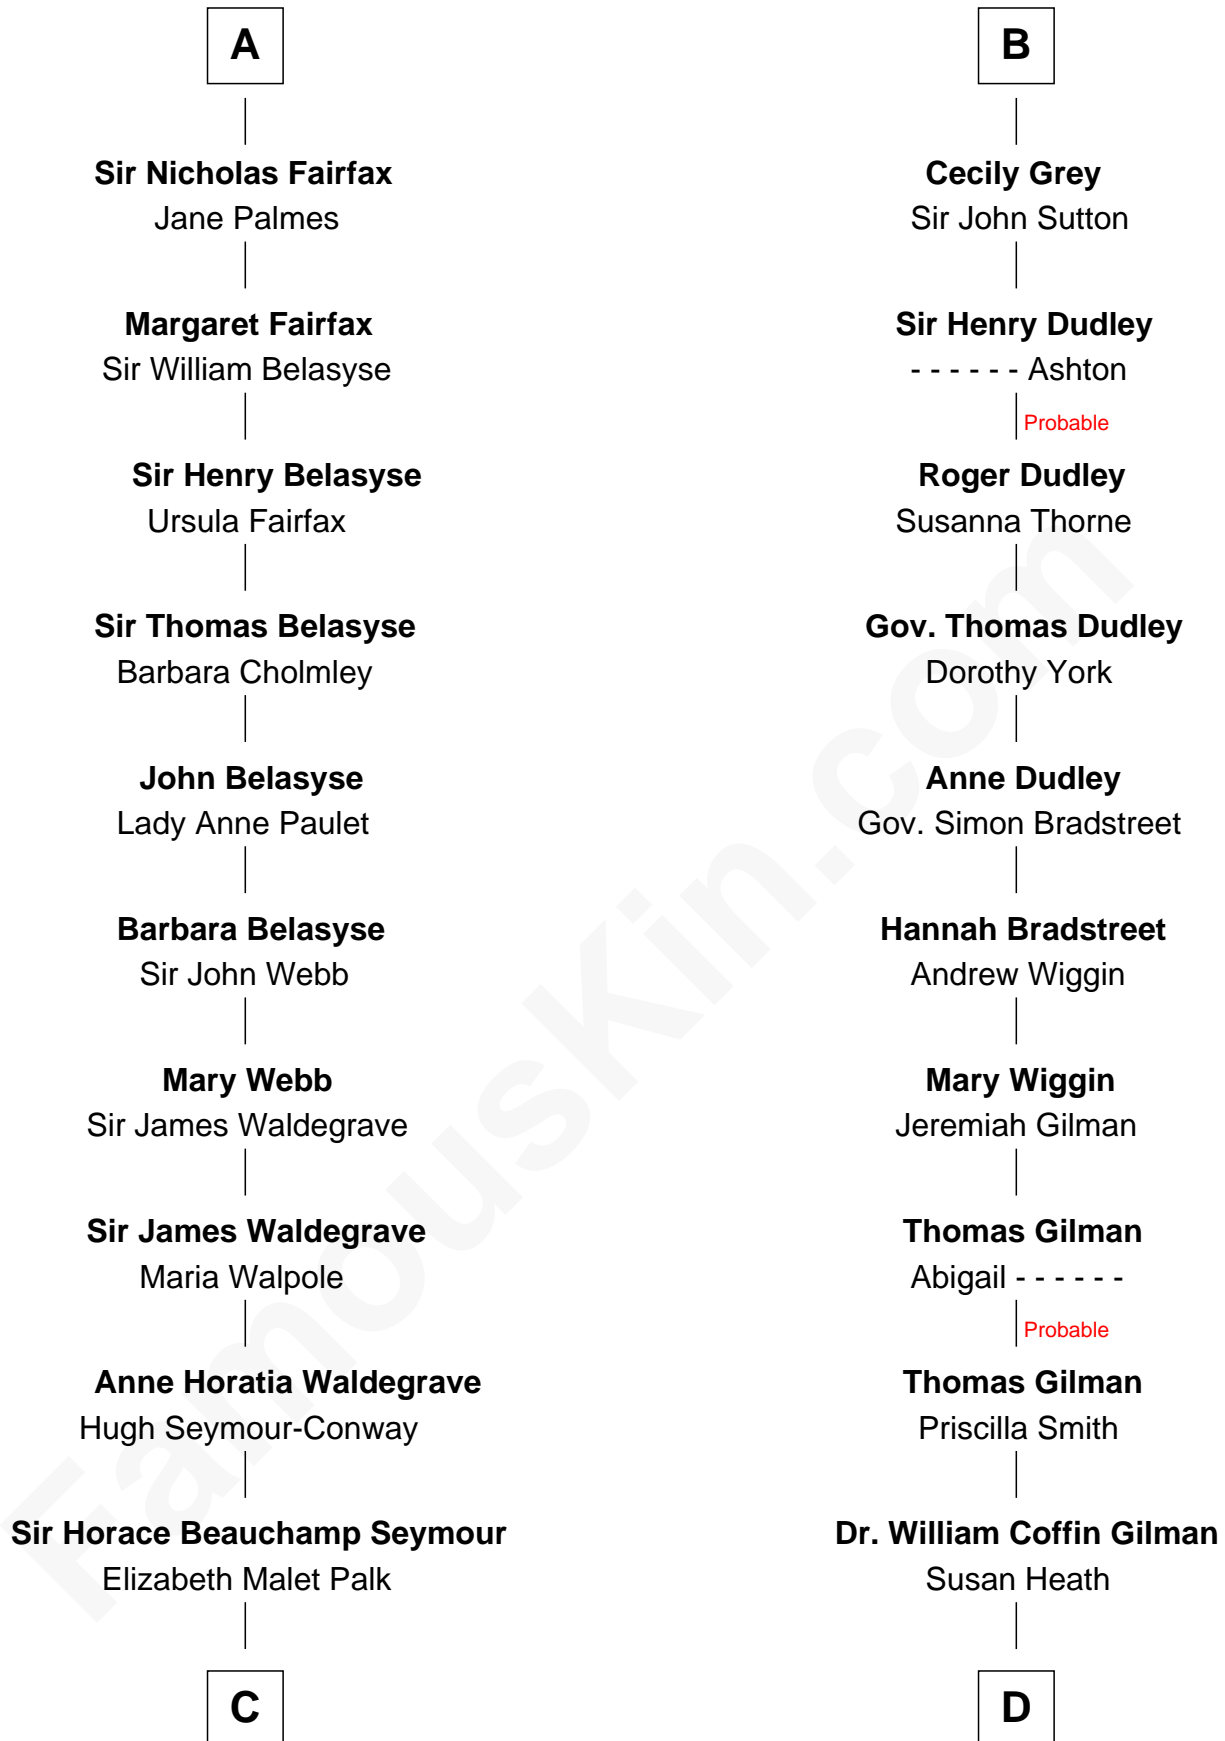 A
Sir Nicholas Fairfax
Jane Palmes
Margaret Fairfax
Sir William Belasyse
Sir Henry Belasyse
Ursula Fairfax
Sir Thomas Belasyse
Barbara Cholmley
John Belasyse
Lady Anne Paulet
Barbara Belasyse
Sir John Webb
Mary Webb
Sir James Waldegrave
Sir James Waldegrave
Maria Walpole
Anne Horatia Waldegrave
Hugh Seymour-Conway
Sir Horace Beauchamp Seymour
Elizabeth Malet Palk
C
B
Cecily Grey
Sir John Sutton
Sir Henry Dudley
- - - - - - Ashton
Probable
Roger Dudley
Susanna Thorne
Gov. Thomas Dudley
Dorothy York
Anne Dudley
Gov. Simon Bradstreet
Hannah Bradstreet
Andrew Wiggin
Mary Wiggin
Jeremiah Gilman
Thomas Gilman
Abigail - - - - - -
Probable
Thomas Gilman
Priscilla Smith
Dr. William Coffin Gilman
Susan Heath
D
FamousKin.com